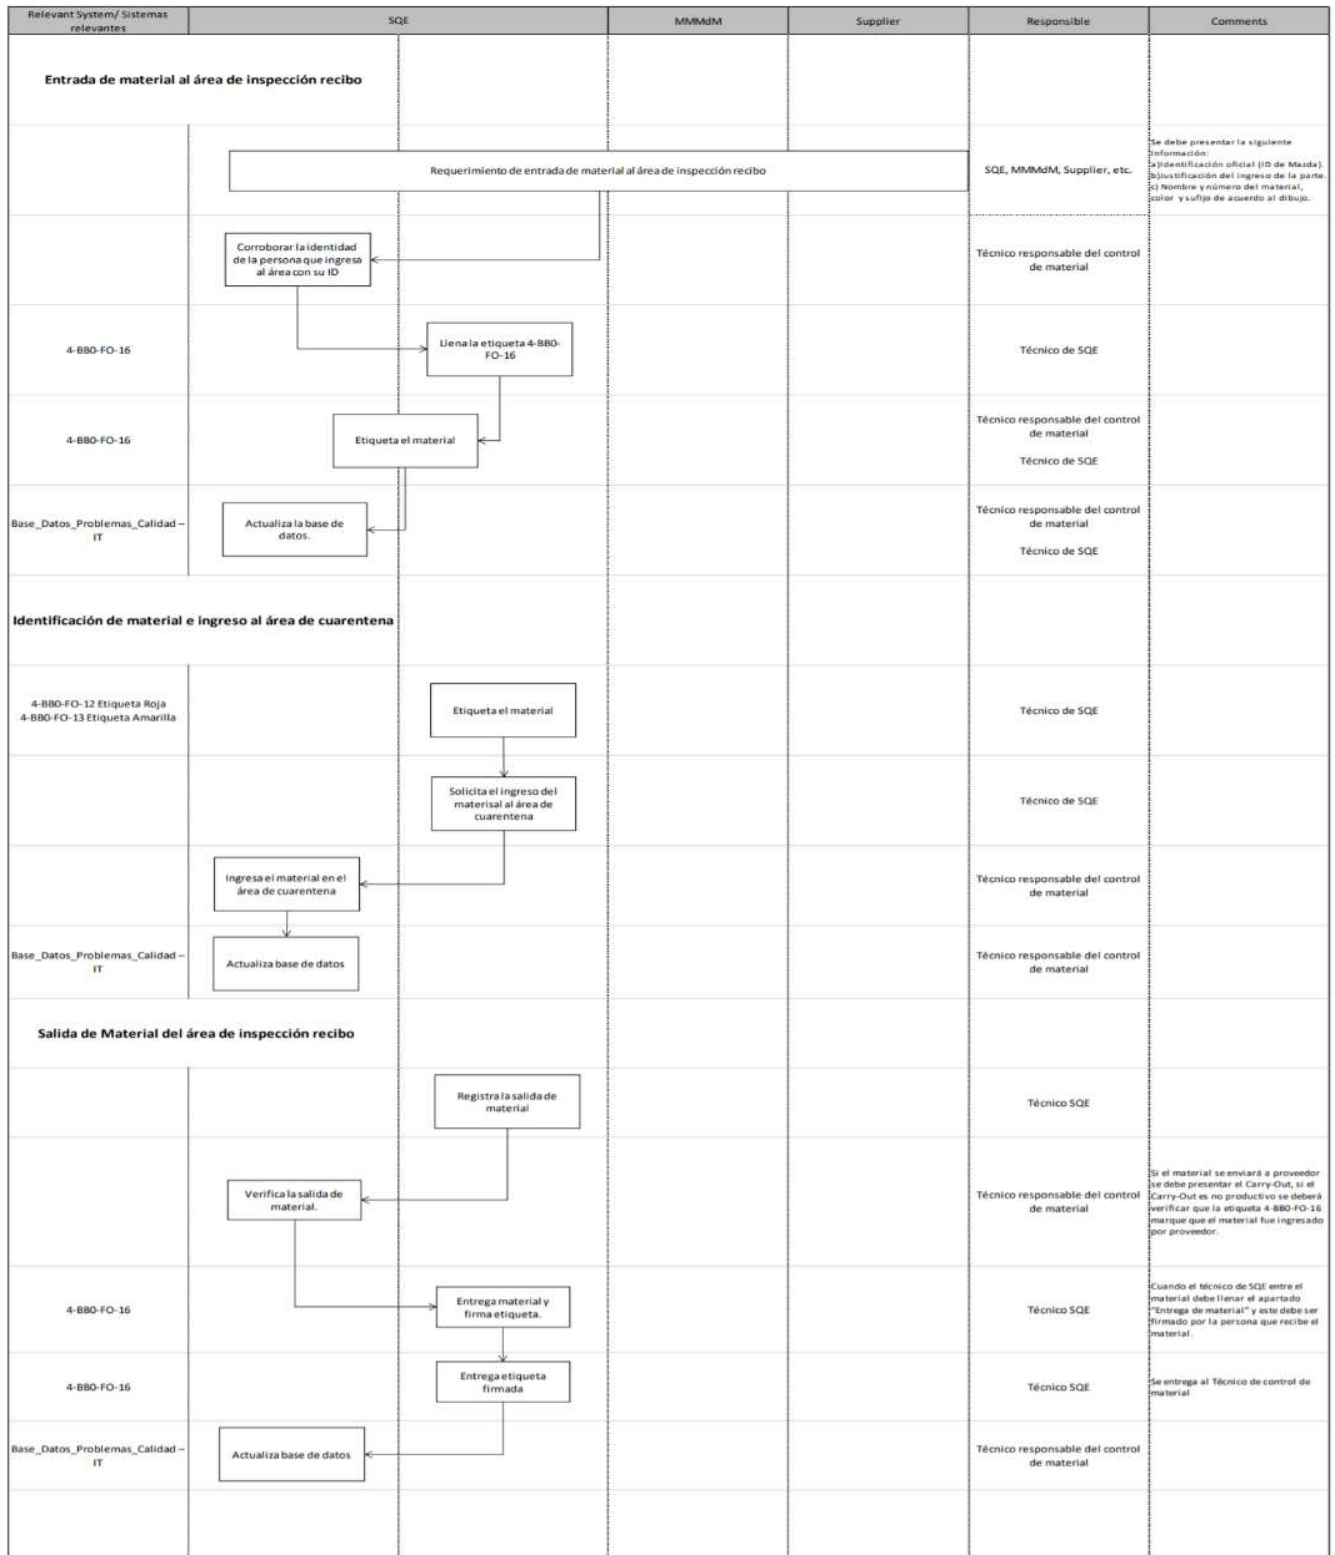 Relevant System/ Sistemas
relevantes
SQE
MMMdM
Supplier
Responsible
Comments
Entrada de material al área de inspección recibo
Requerimiento de entrada de material al área de inspección recibo
SQE, MMMdM, Supplier, etc.
Se debe presentar la siguiente
información:
a)Identificación oficial (ID de Mazda).
b)Justificación del ingreso de la parte.
c) Nombre y número del material,
color y sufijo de acuerdo al dibujo.
Corroborar la identidad
de la persona que ingresa
al área con su ID
Técnico responsable del control
de material
4-BB0-FO-16
Llena la etiqueta 4-BB0-
FO-16
Técnico de SQE
4-BB0-FO-16
Etiqueta el material
Técnico responsable del control
de material
Técnico de SQE
Base_Datos_Problemas_Calidad –
IT
Actualiza la base de
datos.
Técnico responsable del control
de material
Técnico de SQE
Identificación de material e ingreso al área de cuarentena
4-BB0-FO-12 Etiqueta Roja
4-BB0-FO-13 Etiqueta Amarilla
Etiqueta el material
Técnico de SQE
Solicita el ingreso del
materisal al área de
cuarentena
Técnico de SQE
Ingresa el material en el
área de cuarentena
Técnico responsable del control
de material
Base_Datos_Problemas_Calidad –
IT
Actualiza base de datos
Técnico responsable del control
de material
Salida de Material del área de inspección recibo
Registra la salida de
material
Técnico SQE
Verifica la salida de
material.
Técnico responsable del control
de material
Si el material se enviará a proveedor
se debe presentar el Carry-Out, si el
Carry-Out es no productivo se deberá
verificar que la etiqueta 4-BB0-FO-16
marque que el material fue ingresado
por proveedor.
4-BB0-FO-16
Entrega material y
firma etiqueta.
Técnico SQE
Cuando el técnico de SQE entre el
material debe llenar el apartado
"Entrega de material" y este debe ser
firmado por la persona que recibe el
material.
4-BB0-FO-16
Entrega etiqueta
firmada
Técnico SQE
Se entrega al Técnico de control de
material
Base_Datos_Problemas_Calidad –
IT
Actualiza base de datos
Técnico responsable del control
de material